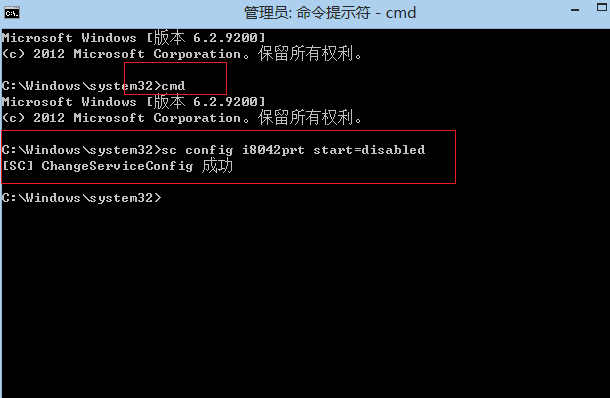 管理员: 命令提示符 - cmd
Microsoft Windows [版本 6.2.9200]
(c) 2012 Microsoft Corporation。保留所有权利。
C:\Windows\system32>cmd
Microsoft Windows [版本 6.2.9200]
(c) 2012 Microsoft Corporation。保留所有权利。
C:\Windows\system32>sc config i8042prt start=disabled
[SC] ChangeServiceConfig 成功
C:\Windows\system32>